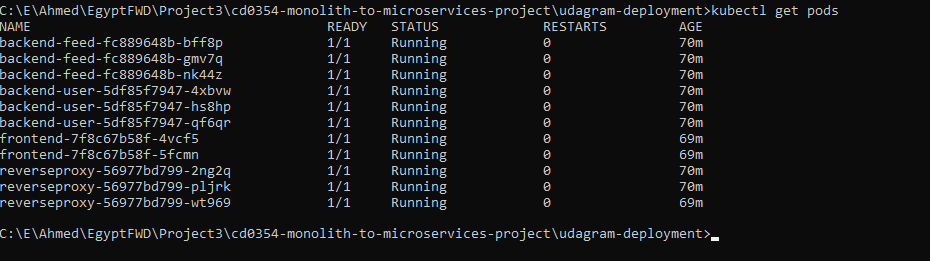 C:\E\Ahmed\EgyptFWD\Project3\cd0354-monolith-to-microservices-project\udagram-deployment>kubectl get pods
NAME READY STATUS RESTARTS AGE
backend-feed-fc889648b-bff8p 1/1 Running 0 70m
backend-feed-fc889648b-gmv7q 1/1 Running 0 70m
backend-feed-fc889648b-nk44z 1/1 Running 0 70m
backend-user-5df85f7947-4xbvw 1/1 Running 0 70m
backend-user-5df85f7947-hs8hp 1/1 Running 0 70m
backend-user-5df85f7947-qf6qr 1/1 Running 0 70m
frontend-7f8c67b58f-4vcf5 1/1 Running 0 69m
frontend-7f8c67b58f-5fcmn 1/1 Running 0 69m
reverseproxy-56977bd799-2ng2q 1/1 Running 0 70m
reverseproxy-56977bd799-pljrk 1/1 Running 0 70m
reverseproxy-56977bd799-wt969 1/1 Running 0 69m
C:\E\Ahmed\EgyptFWD\Project3\cd0354-monolith-to-microservices-project\udagram-deployment>